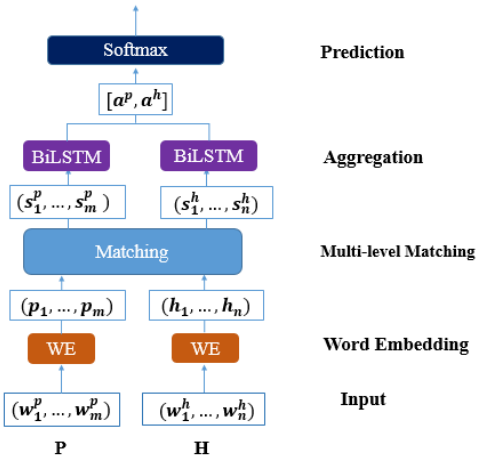 Softmax Prediction
[a^p, a^h]
BiLSTM BiLSTM Aggregation
(s_1^p, ..., s_m^p) (s_1^h, ..., s_n^h)
Matching Multi-level Matching
(p_1, ..., p_m) (h_1, ..., h_n)
WE WE Word Embedding
(w_1^p, ..., w_m^p) (w_1^h, ..., w_n^h) Input
P H